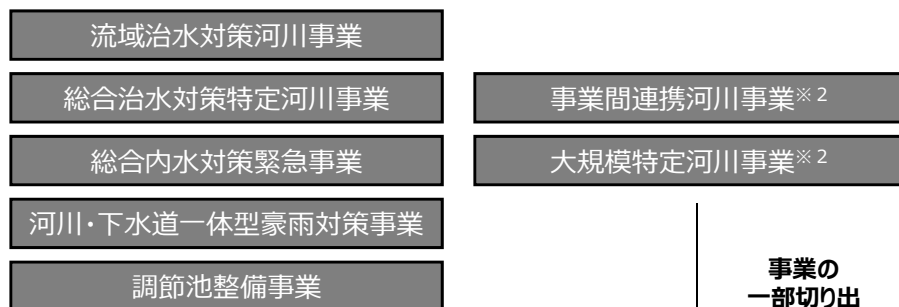 流域治水対策河川事業
総合治水対策特定河川事業
総合内水対策緊急事業
河川・下水道一体型豪雨対策事業
調節池整備事業
事業間連携河川事業※2
大規模特定河川事業※2
事業の
一部切り出